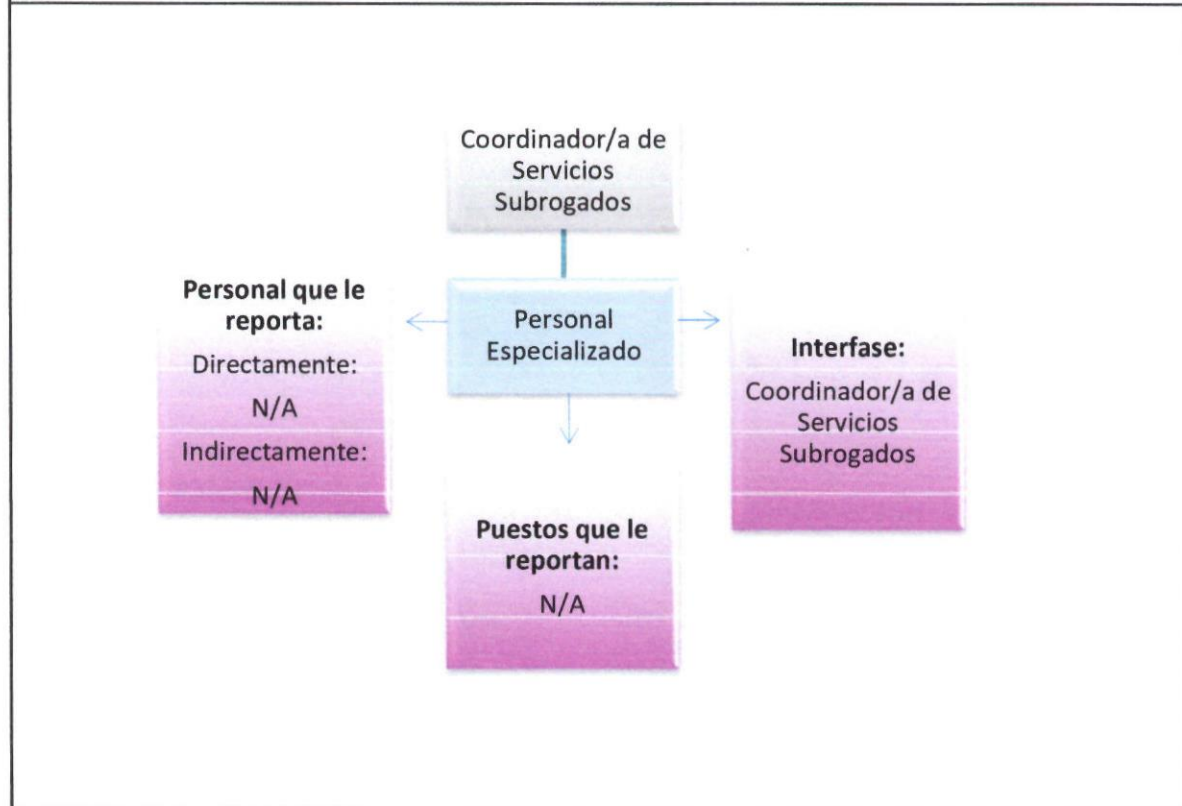 Coordinador/a de
Servicios
Subrogados
Personal que le
reporta:
Directamente:
N/A
Indirectamente:
N/A
Personal
Especializado
Interfase:
Coordinador/a de
Servicios
Subrogados
Puestos que le
reportan:
N/A